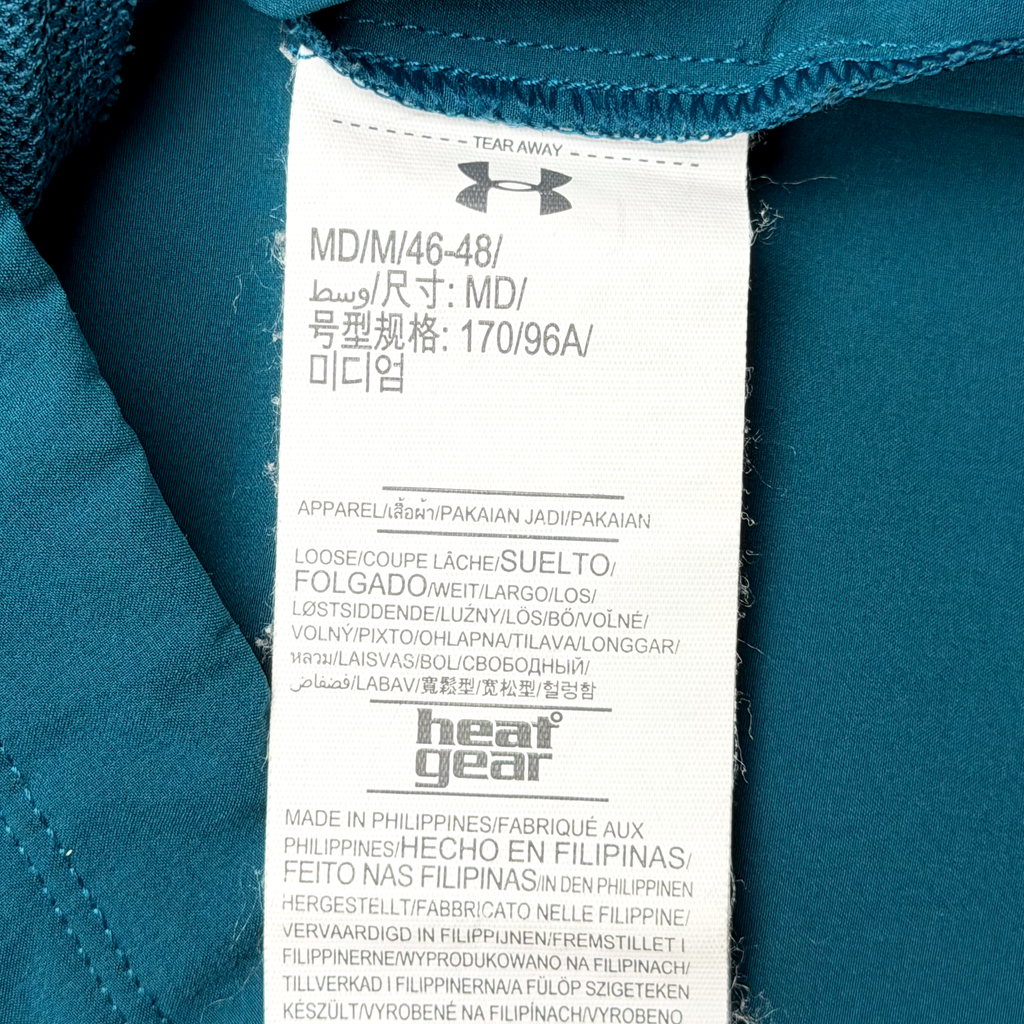 TEAR AWAY
MD/M/46-48/
وسط/尺寸: MD/
号型规格: 170/96A/
미디엄
APPAREL/เสื้อผ้า/PAKAIAN JADI/PAKAIAN
LOOSE/COUPE LÂCHE/SUELTO/
FOLGADO/WEIT/LARGO/LOS/
LØSTSIDDENDE/LUŹNY/LÖS/BŐ/VOĽNÉ/
VOLNÝ/PIXTO/OHLAPNA/TILAVA/LONGGAR/
หลวม/LAISVAS/BOL/СВОБОДНЫЙ/
فضفاض/LABAV/寬鬆型/宽松型/헐렁함
heat
gear
MADE IN PHILIPPINES/FABRIQUÉ AUX
PHILIPPINES/HECHO EN FILIPINAS/
FEITO NAS FILIPINAS/IN DEN PHILIPPINEN
HERGESTELLT/FABBRICATO NELLE FILIPPINE/
VERVAARDIGD IN FILIPPIJNEN/FREMSTILLET I
FILIPPINERNE/WYPRODUKOWANO NA FILIPINACH/
TILLVERKAD I FILIPPINERNA/A FÜLÖP SZIGETEKEN
KÉSZÜLT/VYROBENÉ NA FILIPÍNACH/VYROBENO